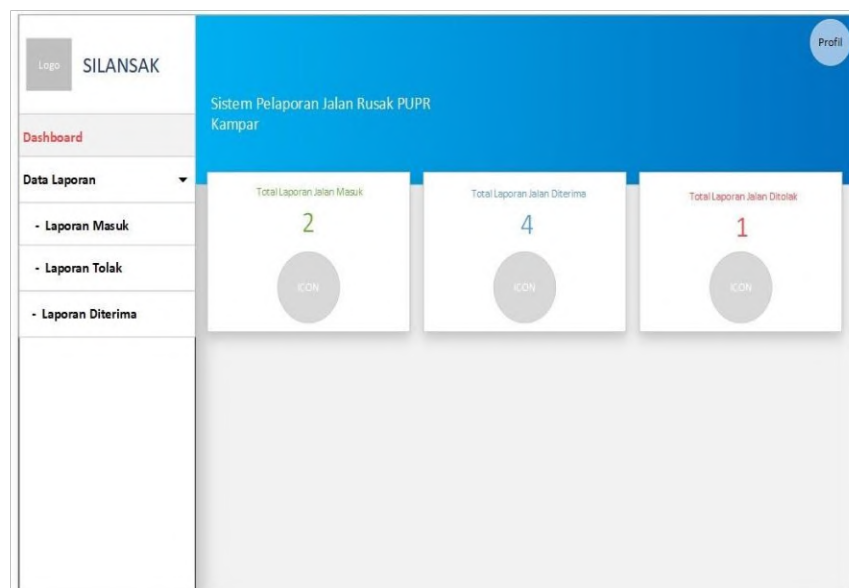 Logo
SILANSAK
Profil
Sistem Pelaporan Jalan Rusak PUPR
Kampar
Dashboard
Data Laporan
- Laporan Masuk
- Laporan Tolak
- Laporan Diterima
Total Laporan Jalan Masuk
2
ICON
Total Laporan Jalan Diterima
4
ICON
Total Laporan Jalan Ditolak
1
ICON